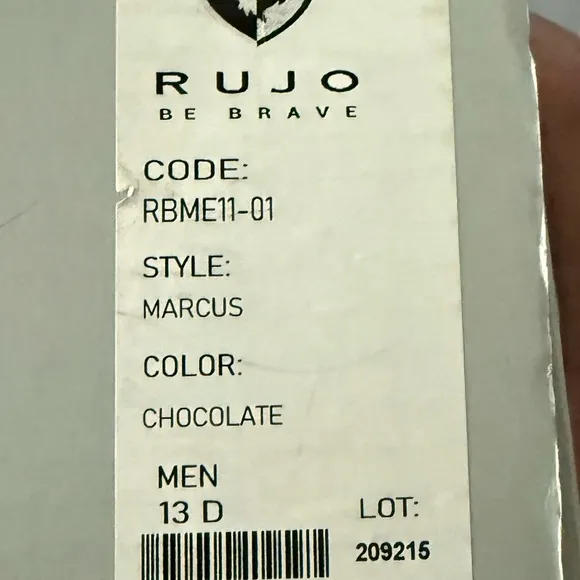 RUJO
BE BRAVE
CODE:
RBME11-01
STYLE:
MARCUS
COLOR:
CHOCOLATE
MEN
13 D
LOT:
209215